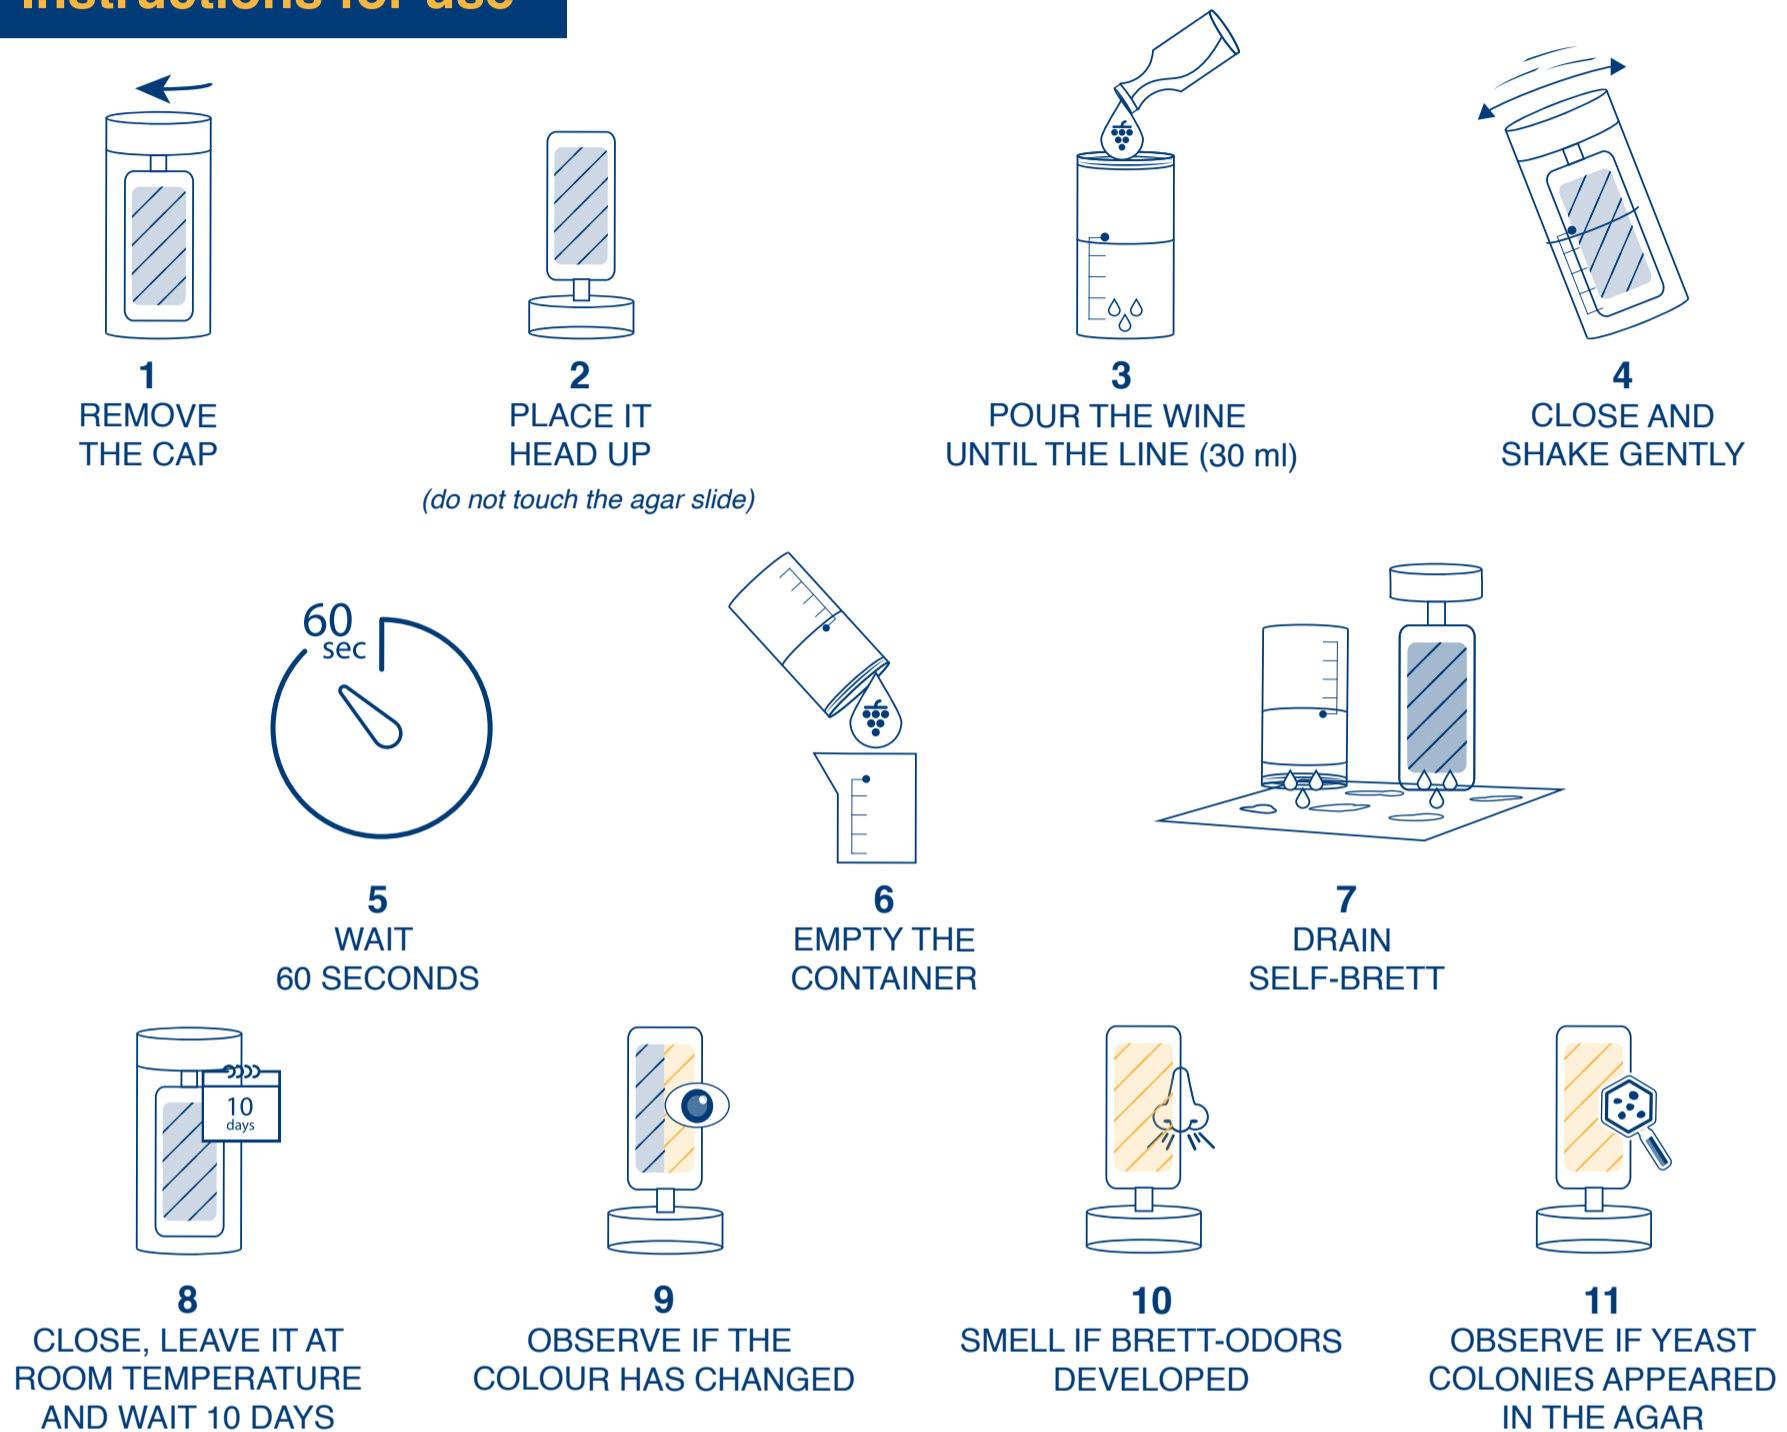 Instructions for use
1
REMOVE
THE CAP
2
PLACE IT
HEAD UP
(do not touch the agar slide)
3
POUR THE WINE
UNTIL THE LINE (30 ml)
4
CLOSE AND
SHAKE GENTLY
60
sec
5
WAIT
60 SECONDS
6
EMPTY THE
CONTAINER
7
DRAIN
SELF-BRETT
10
days
8
CLOSE, LEAVE IT AT
ROOM TEMPERATURE
AND WAIT 10 DAYS
9
OBSERVE IF THE
COLOUR HAS CHANGED
10
SMELL IF BRETT-ODORS
DEVELOPED
11
OBSERVE IF YEAST
COLONIES APPEARED
IN THE AGAR